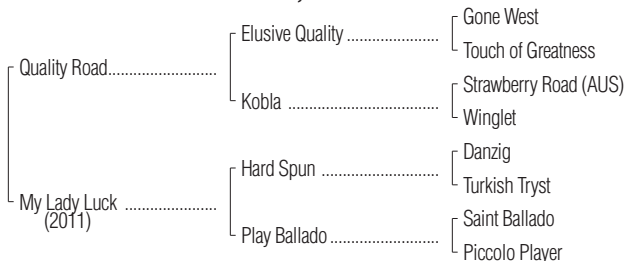 Gone West
Elusive Quality ....................
Touch of Greatness
Quality Road........................
Strawberry Road (AUS)
Kobla .................................
Winglet
Danzig
Hard Spun .........................
Turkish Tryst
My Lady Luck ....................
(2011)
Saint Ballado
Play Ballado ........................
Piccolo Player